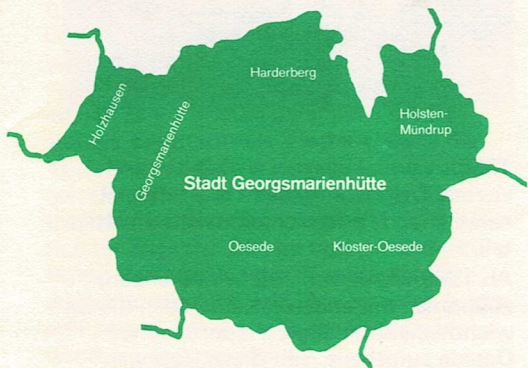 Harderberg
Holzhausen
Georgsmarienhütte
Holsten-
Mündrup
Stadt Georgsmarienhütte
Oesede
Kloster-Oesede